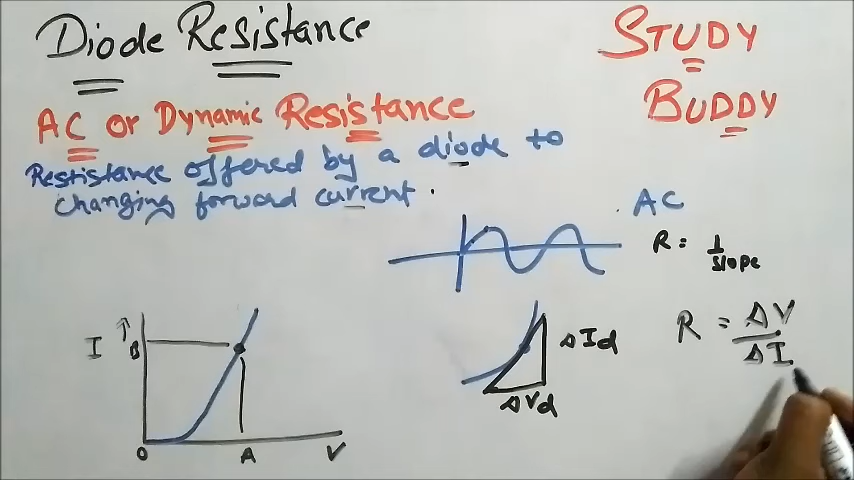 Diode Resistance
STUDY
BUDDY
AC or Dynamic Resistance
Restistance offered by a diode to
changing forward current.
AC
R = 1/slope
ΔId
ΔVd
R = ΔV/ΔI
I ↑ B
O A V